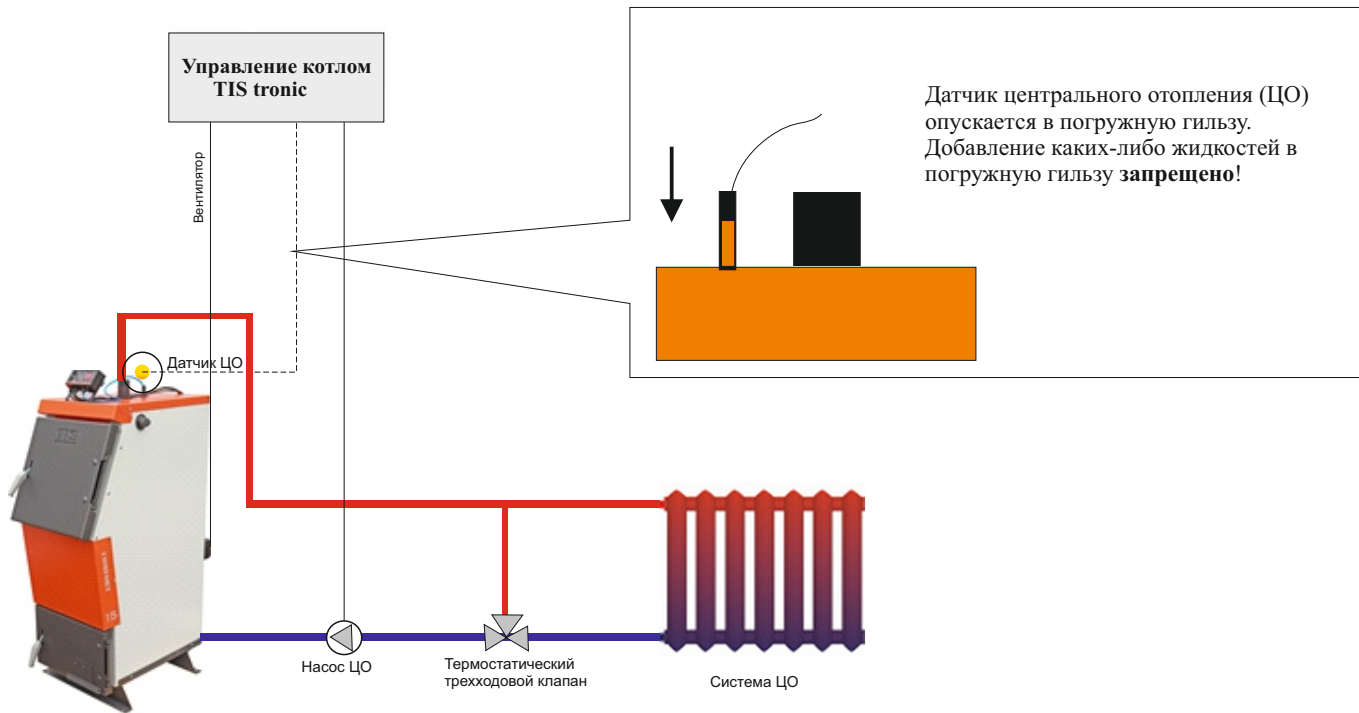 Управление котлом
TIS tronic
Датчик центрального отопления (ЦО)
опускается в погружную гильзу.
Добавление каких-либо жидкостей в
погружную гильзу запрещено!
Вентилятор
Датчик ЦО
TIS
Насос ЦО
Термостатический
трехходовой клапан
Система ЦО